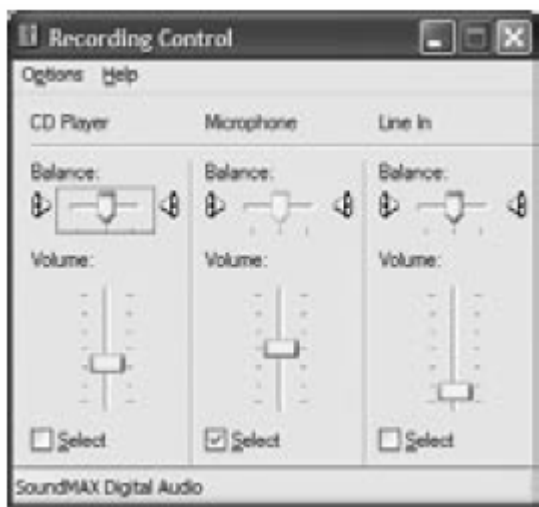 Recording Control
Options Help
CD Player Microphone Line In
Balance: Balance: Balance:
Volume: Volume: Volume:
Select Select Select
SoundMAX Digital Audio